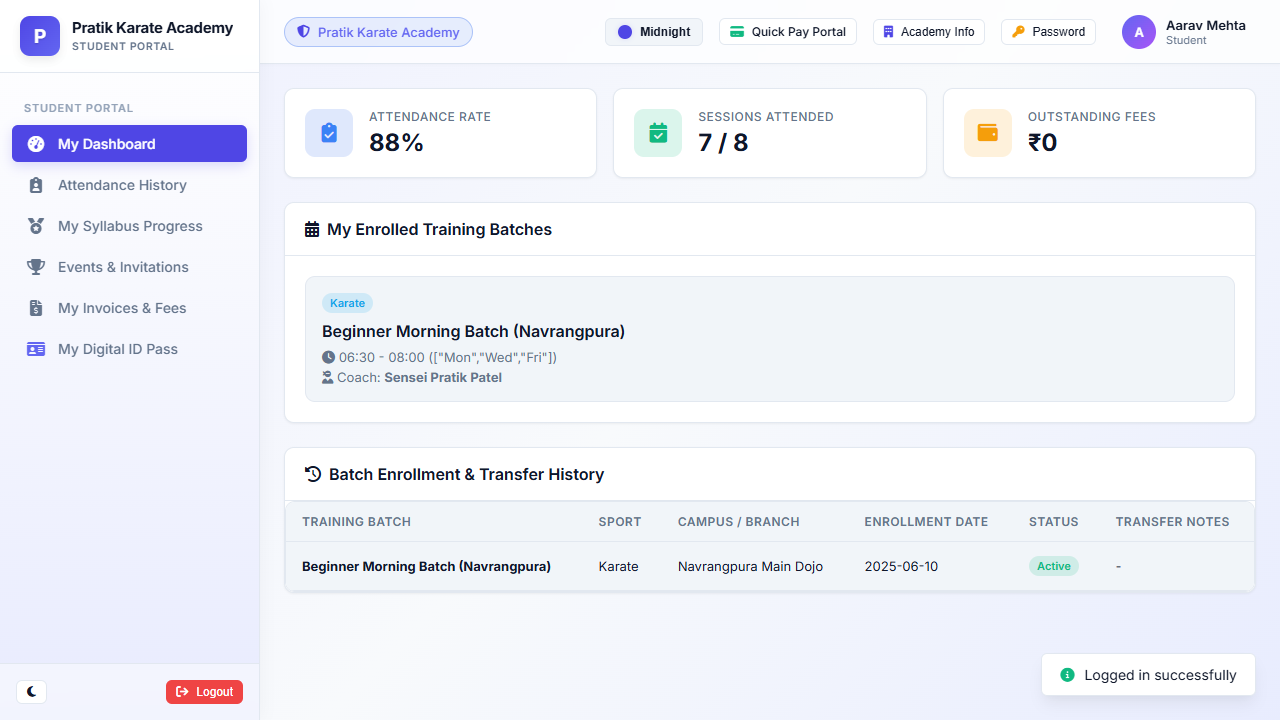 P
Pratik Karate Academy
STUDENT PORTAL
Pratik Karate Academy
Midnight
Quick Pay Portal
Academy Info
Password
A
Aarav Mehta
Student
STUDENT PORTAL
My Dashboard
Attendance History
My Syllabus Progress
Events & Invitations
My Invoices & Fees
My Digital ID Pass
Logout
ATTENDANCE RATE
88%
SESSIONS ATTENDED
7 / 8
OUTSTANDING FEES
₹0
My Enrolled Training Batches
Karate
Beginner Morning Batch (Navrangpura)
06:30 - 08:00 (["Mon","Wed","Fri"])
Coach: Sensei Pratik Patel
Batch Enrollment & Transfer History
TRAINING BATCH SPORT CAMPUS / BRANCH ENROLLMENT DATE STATUS TRANSFER NOTES
Beginner Morning Batch (Navrangpura) Karate Navrangpura Main Dojo 2025-06-10 Active -
Logged in successfully